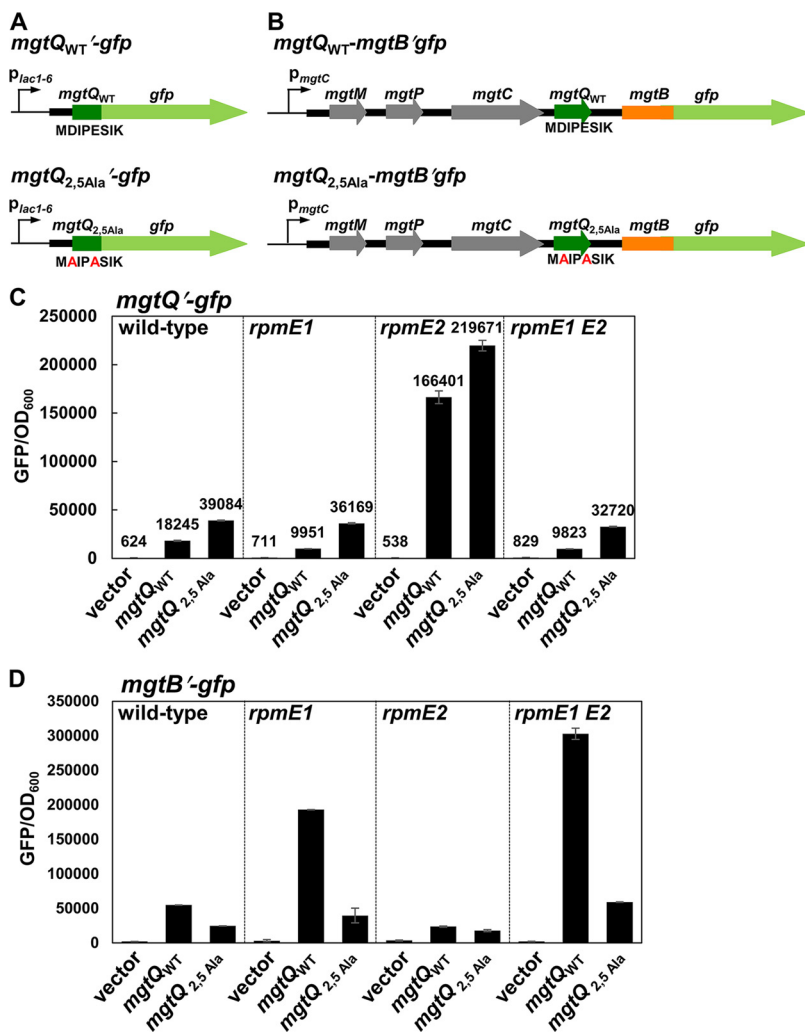 A
mgtQWT′-gfp
plac1-6
mgtQWT gfp
MDIPESIK
mgtQ2,5Ala′-gfp
plac1-6
mgtQ2,5Ala gfp
MAIPASIK
B
mgtQWT-mgtB′gfp
pmgtC
mgtM mgtP mgtC mgtQWT mgtB gfp
MDIPESIK
mgtQ2,5Ala-mgtB′gfp
pmgtC
mgtM mgtP mgtC mgtQ2,5Ala mgtB gfp
MAIPASIK
C
mgtQ′-gfp
GFP/OD600
250000
200000
150000
100000
50000
0
wild-type rpmE1 rpmE2 rpmE1 E2
624 18245 39084 711 9951 36169 538 166401 219671 829 9823 32720
vector mgtQWT mgtQ 2,5 Ala vector mgtQWT mgtQ 2,5 Ala vector mgtQWT mgtQ 2,5 Ala vector mgtQWT mgtQ 2,5 Ala
D
mgtB′-gfp
GFP/OD600
350000
300000
250000
200000
150000
100000
50000
0
wild-type rpmE1 rpmE2 rpmE1 E2
vector mgtQWT mgtQ 2,5 Ala vector mgtQWT mgtQ 2,5 Ala vector mgtQWT mgtQ 2,5 Ala vector mgtQWT mgtQ 2,5 Ala